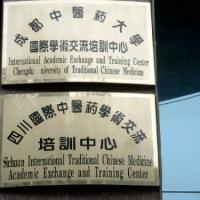 成都中醫药大學
國際學術交流培訓中心
International Academic Exchange and Training Center
Chengdu niversity of Traditional Chinese Medicine
四川國際中醫药學術交流
培訓中心
Sichuan International Traditional Chinese Medicine
Academic Exchange and Training Center